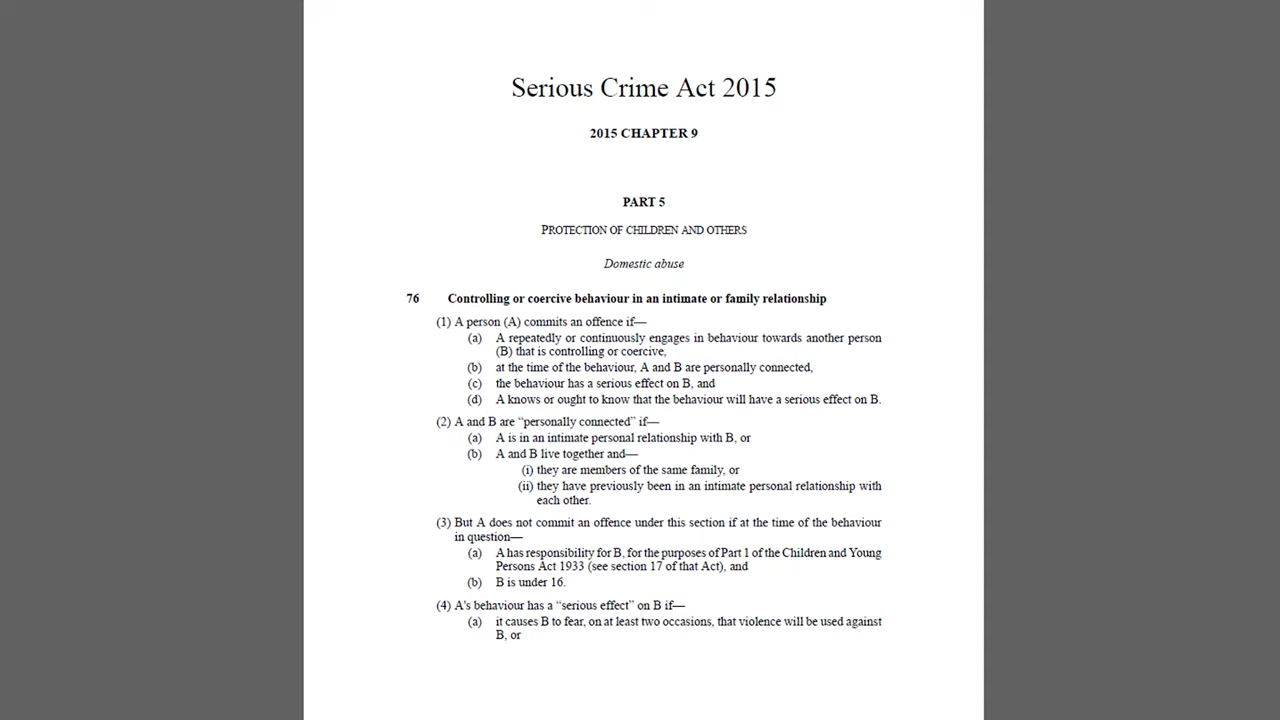 Serious Crime Act 2015
2015 CHAPTER 9
PART 5
PROTECTION OF CHILDREN AND OTHERS
Domestic abuse
76 Controlling or coercive behaviour in an intimate or family relationship
(1) A person (A) commits an offence if—
(a) A repeatedly or continuously engages in behaviour towards another person
(B) that is controlling or coercive,
(b) at the time of the behaviour, A and B are personally connected,
(c) the behaviour has a serious effect on B, and
(d) A knows or ought to know that the behaviour will have a serious effect on B.
(2) A and B are “personally connected” if—
(a) A is in an intimate personal relationship with B, or
(b) A and B live together and—
(i) they are members of the same family, or
(ii) they have previously been in an intimate personal relationship with
each other.
(3) But A does not commit an offence under this section if at the time of the behaviour
in question—
(a) A has responsibility for B, for the purposes of Part 1 of the Children and Young
Persons Act 1933 (see section 17 of that Act), and
(b) B is under 16.
(4) A's behaviour has a “serious effect” on B if—
(a) it causes B to fear, on at least two occasions, that violence will be used against
B, or